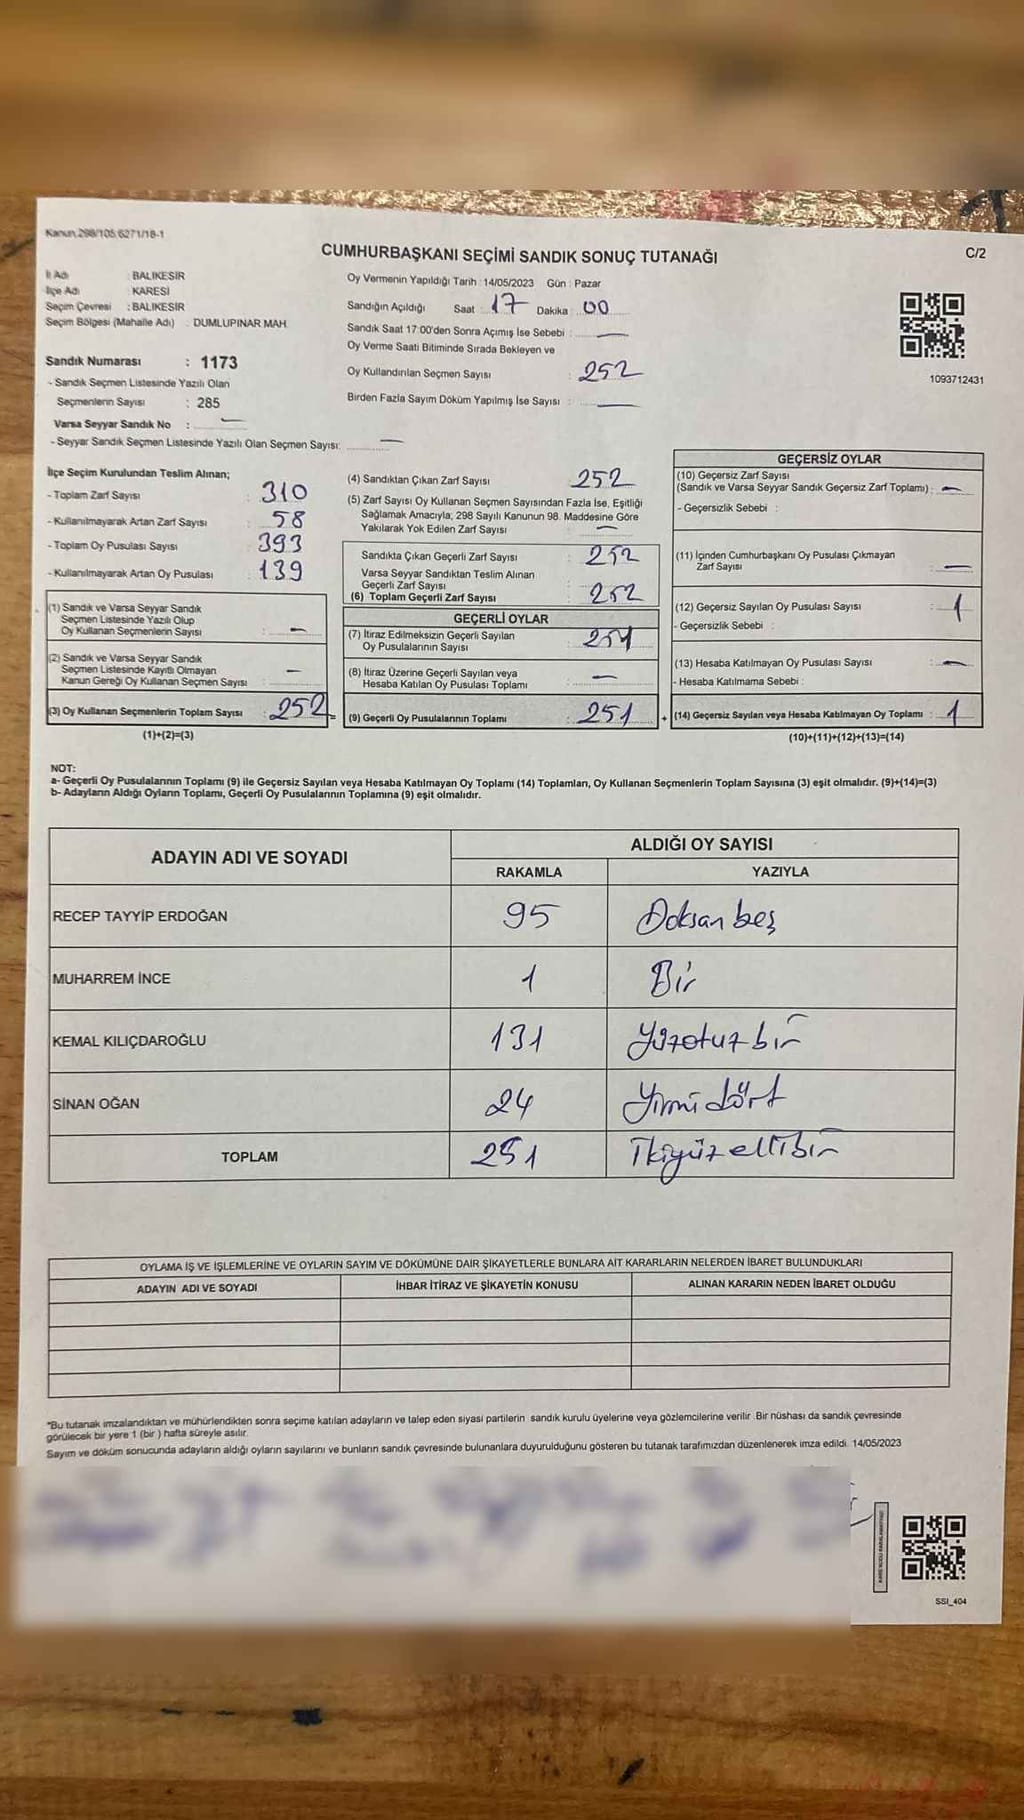 Kanun 298/105 6271/18-1
CUMHURBAŞKANI SEÇİMİ SANDIK SONUÇ TUTANAĞI
C/2
İl Adı : BALIKESİR
İlçe Adı : KARESİ
Seçim Çevresi : BALIKESİR
Seçim Bölgesi (Mahalle Adı) : DUMLUPINAR MAH.
Sandık Numarası : 1173
- Sandık Seçmen Listesinde Yazılı Olan
Seçmenlerin Sayısı : 285
Varsa Seyyar Sandık No : —
- Seyyar Sandık Seçmen Listesinde Yazılı Olan Seçmen Sayısı: —
Oy Vermenin Yapıldığı Tarih : 14/05/2023 Gün : Pazar
Sandığın Açıldığı Saat : 17 Dakika : 00
Sandık Saat 17:00'den Sonra Açımış İse Sebebi : —
Oy Verme Saati Bitiminde Sırada Bekleyen ve
Oy Kullandırılan Seçmen Sayısı : 252
Birden Fazla Sayım Döküm Yapılmış İse Sayısı : —
1093712431
İlçe Seçim Kurulundan Teslim Alınan;
- Toplam Zarf Sayısı : 310
- Kullanılmayarak Artan Zarf Sayısı : 58
- Toplam Oy Pusulası Sayısı : 393
- Kullanılmayarak Artan Oy Pusulası : 139
(1) Sandık ve Varsa Seyyar Sandık
Seçmen Listesinde Yazılı Olup
Oy Kullanan Seçmenlerin Sayısı : —
(2) Sandık ve Varsa Seyyar Sandık
Seçmen Listesinde Kayıtlı Olmayan
Kanun Gereği Oy Kullanan Seçmen Sayısı : —
(3) Oy Kullanan Seçmenlerin Toplam Sayısı : 252 =
(1)+(2)=(3)
(4) Sandıktan Çıkan Zarf Sayısı : 252
(5) Zarf Sayısı Oy Kullanan Seçmen Sayısından Fazla İse, Eşitliği
Sağlamak Amacıyla, 298 Sayılı Kanunun 98. Maddesine Göre
Yakılarak Yok Edilen Zarf Sayısı : —
Sandıkta Çıkan Geçerli Zarf Sayısı : 252
Varsa Seyyar Sandıktan Teslim Alınan
Geçerli Zarf Sayısı
(6) Toplam Geçerli Zarf Sayısı : 252
GEÇERLİ OYLAR
(7) İtiraz Edilmeksizin Geçerli Sayılan
Oy Pusulalarının Sayısı : 251
(8) İtiraz Üzerine Geçerli Sayılan veya
Hesaba Katılan Oy Pusulası Toplamı : —
(9) Geçerli Oy Pusulalarının Toplamı : 251 +
GEÇERSİZ OYLAR
(10) Geçersiz Zarf Sayısı
(Sandık ve Varsa Seyyar Sandık Geçersiz Zarf Toplamı) : —
- Geçersizlik Sebebi :
(11) İçinden Cumhurbaşkanı Oy Pusulası Çıkmayan
Zarf Sayısı : —
(12) Geçersiz Sayılan Oy Pusulası Sayısı : 1
- Geçersizlik Sebebi :
(13) Hesaba Katılmayan Oy Pusulası Sayısı : —
- Hesaba Katılmama Sebebi :
(14) Geçersiz Sayılan veya Hesaba Katılmayan Oy Toplamı : 1
(10)+(11)+(12)+(13)=(14)
NOT:
a- Geçerli Oy Pusulalarının Toplamı (9) ile Geçersiz Sayılan veya Hesaba Katılmayan Oy Toplamı (14) Toplamları, Oy Kullanan Seçmenlerin Toplam Sayısına (3) eşit olmalıdır. (9)+(14)=(3)
b- Adayların Aldığı Oyların Toplamı, Geçerli Oy Pusulalarının Toplamına (9) eşit olmalıdır.
ADAYIN ADI VE SOYADI
ALDIĞI OY SAYISI
RAKAMLA YAZIYLA
RECEP TAYYİP ERDOĞAN 95 Doksan beş
MUHARREM İNCE 1 Bir
KEMAL KILIÇDAROĞLU 131 Yüzotuz bir
SİNAN OĞAN 24 Yirmi dört
TOPLAM 251 İkiyüz ellibir
OYLAMA İŞ VE İŞLEMLERİNE VE OYLARIN SAYIM VE DÖKÜMÜNE DAİR ŞİKAYETLERLE BUNLARA AİT KARARLARIN NELERDEN İBARET BULUNDUKLARI
ADAYIN ADI VE SOYADI İHBAR İTİRAZ VE ŞİKAYETİN KONUSU ALINAN KARARIN NEDEN İBARET OLDUĞU
*Bu tutanak imzalandıktan ve mühürlendikten sonra seçime katılan adayların ve talep eden siyasi partilerin sandık kurulu üyelerine veya gözlemcilerine verilir. Bir nüshası da sandık çevresinde
görülecek bir yere 1 (bir ) hafta süreyle asılır.
Sayım ve döküm sonucunda adayların aldığı oyların sayılarını ve bunların sandık çevresinde bulunanlara duyurulduğunu gösteren bu tutanak tarafımızdan düzenlenerek imza edildi. 14/05/2023
SSI_404